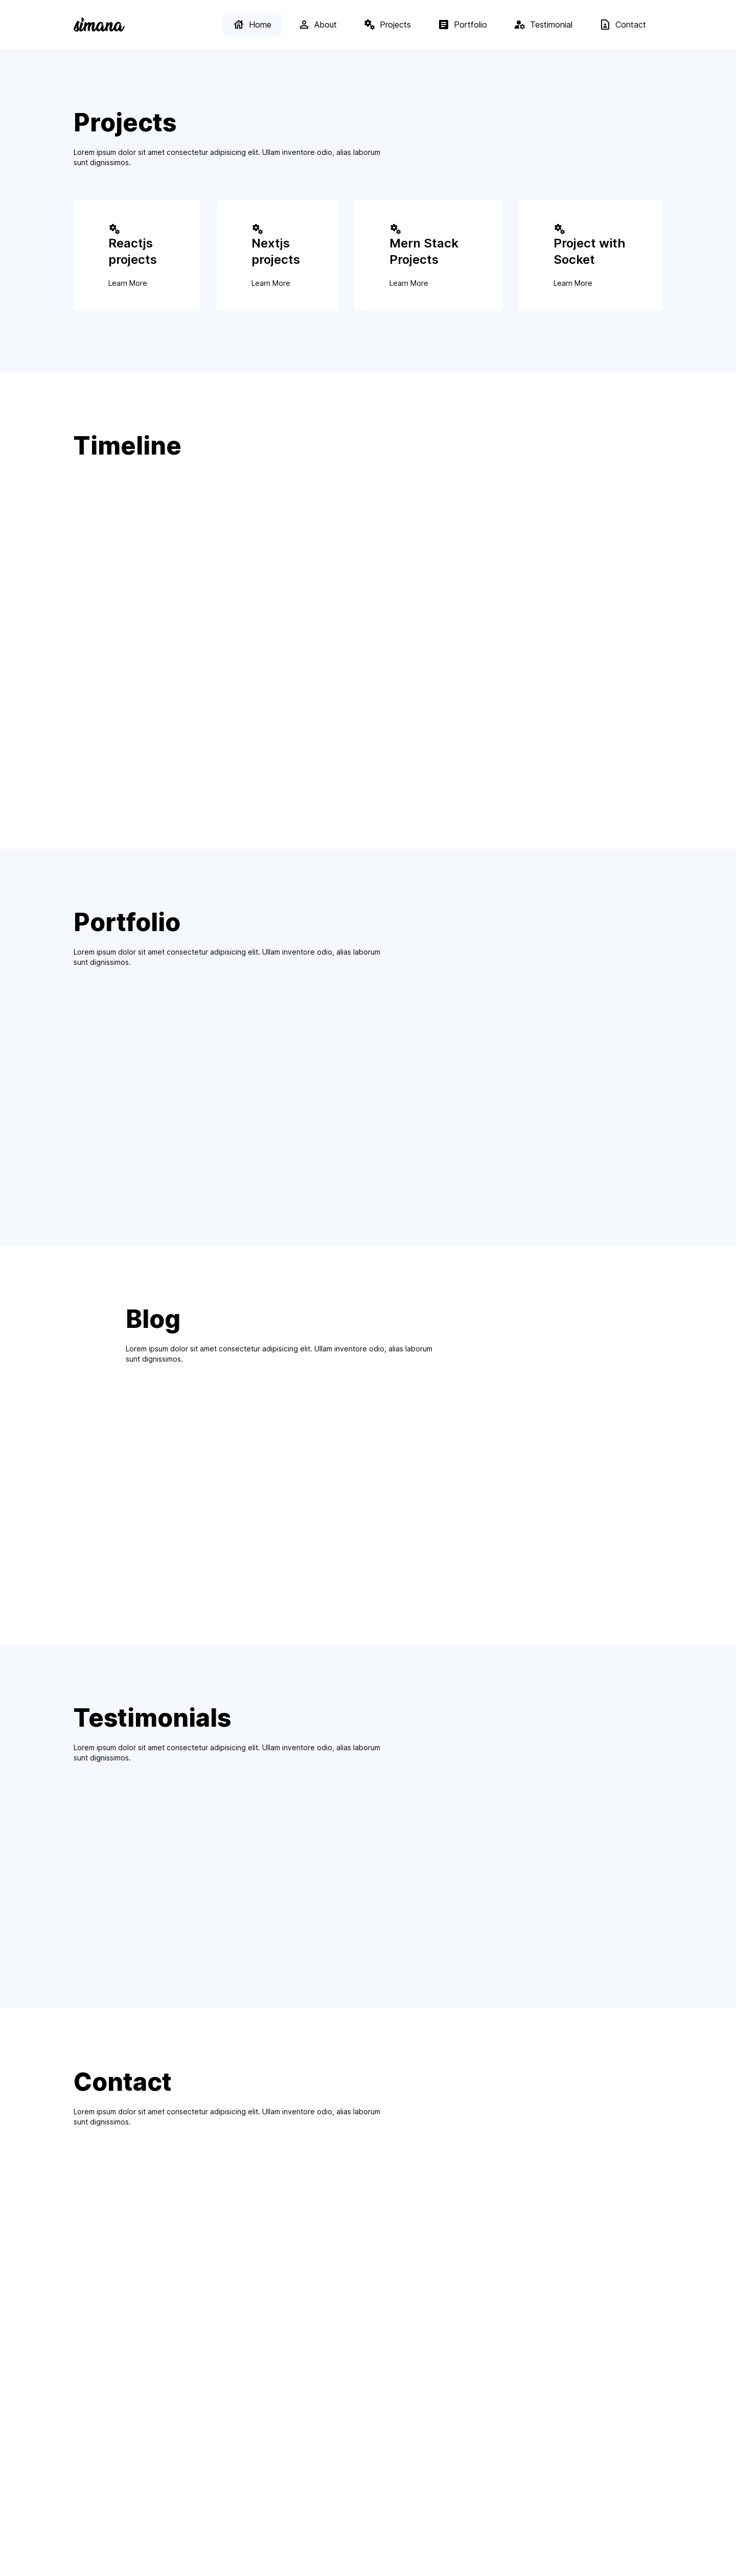 simana
Home
About
Projects
Portfolio
Testimonial
Contact
Projects
Lorem ipsum dolor sit amet consectetur adipisicing elit. Ullam inventore odio, alias laborum
sunt dignissimos.
Reactjs
projects
Learn More
Nextjs
projects
Learn More
Mern Stack
Projects
Learn More
Project with
Socket
Learn More
Timeline
Portfolio
Lorem ipsum dolor sit amet consectetur adipisicing elit. Ullam inventore odio, alias laborum
sunt dignissimos.
Blog
Lorem ipsum dolor sit amet consectetur adipisicing elit. Ullam inventore odio, alias laborum
sunt dignissimos.
Testimonials
Lorem ipsum dolor sit amet consectetur adipisicing elit. Ullam inventore odio, alias laborum
sunt dignissimos.
Contact
Lorem ipsum dolor sit amet consectetur adipisicing elit. Ullam inventore odio, alias laborum
sunt dignissimos.